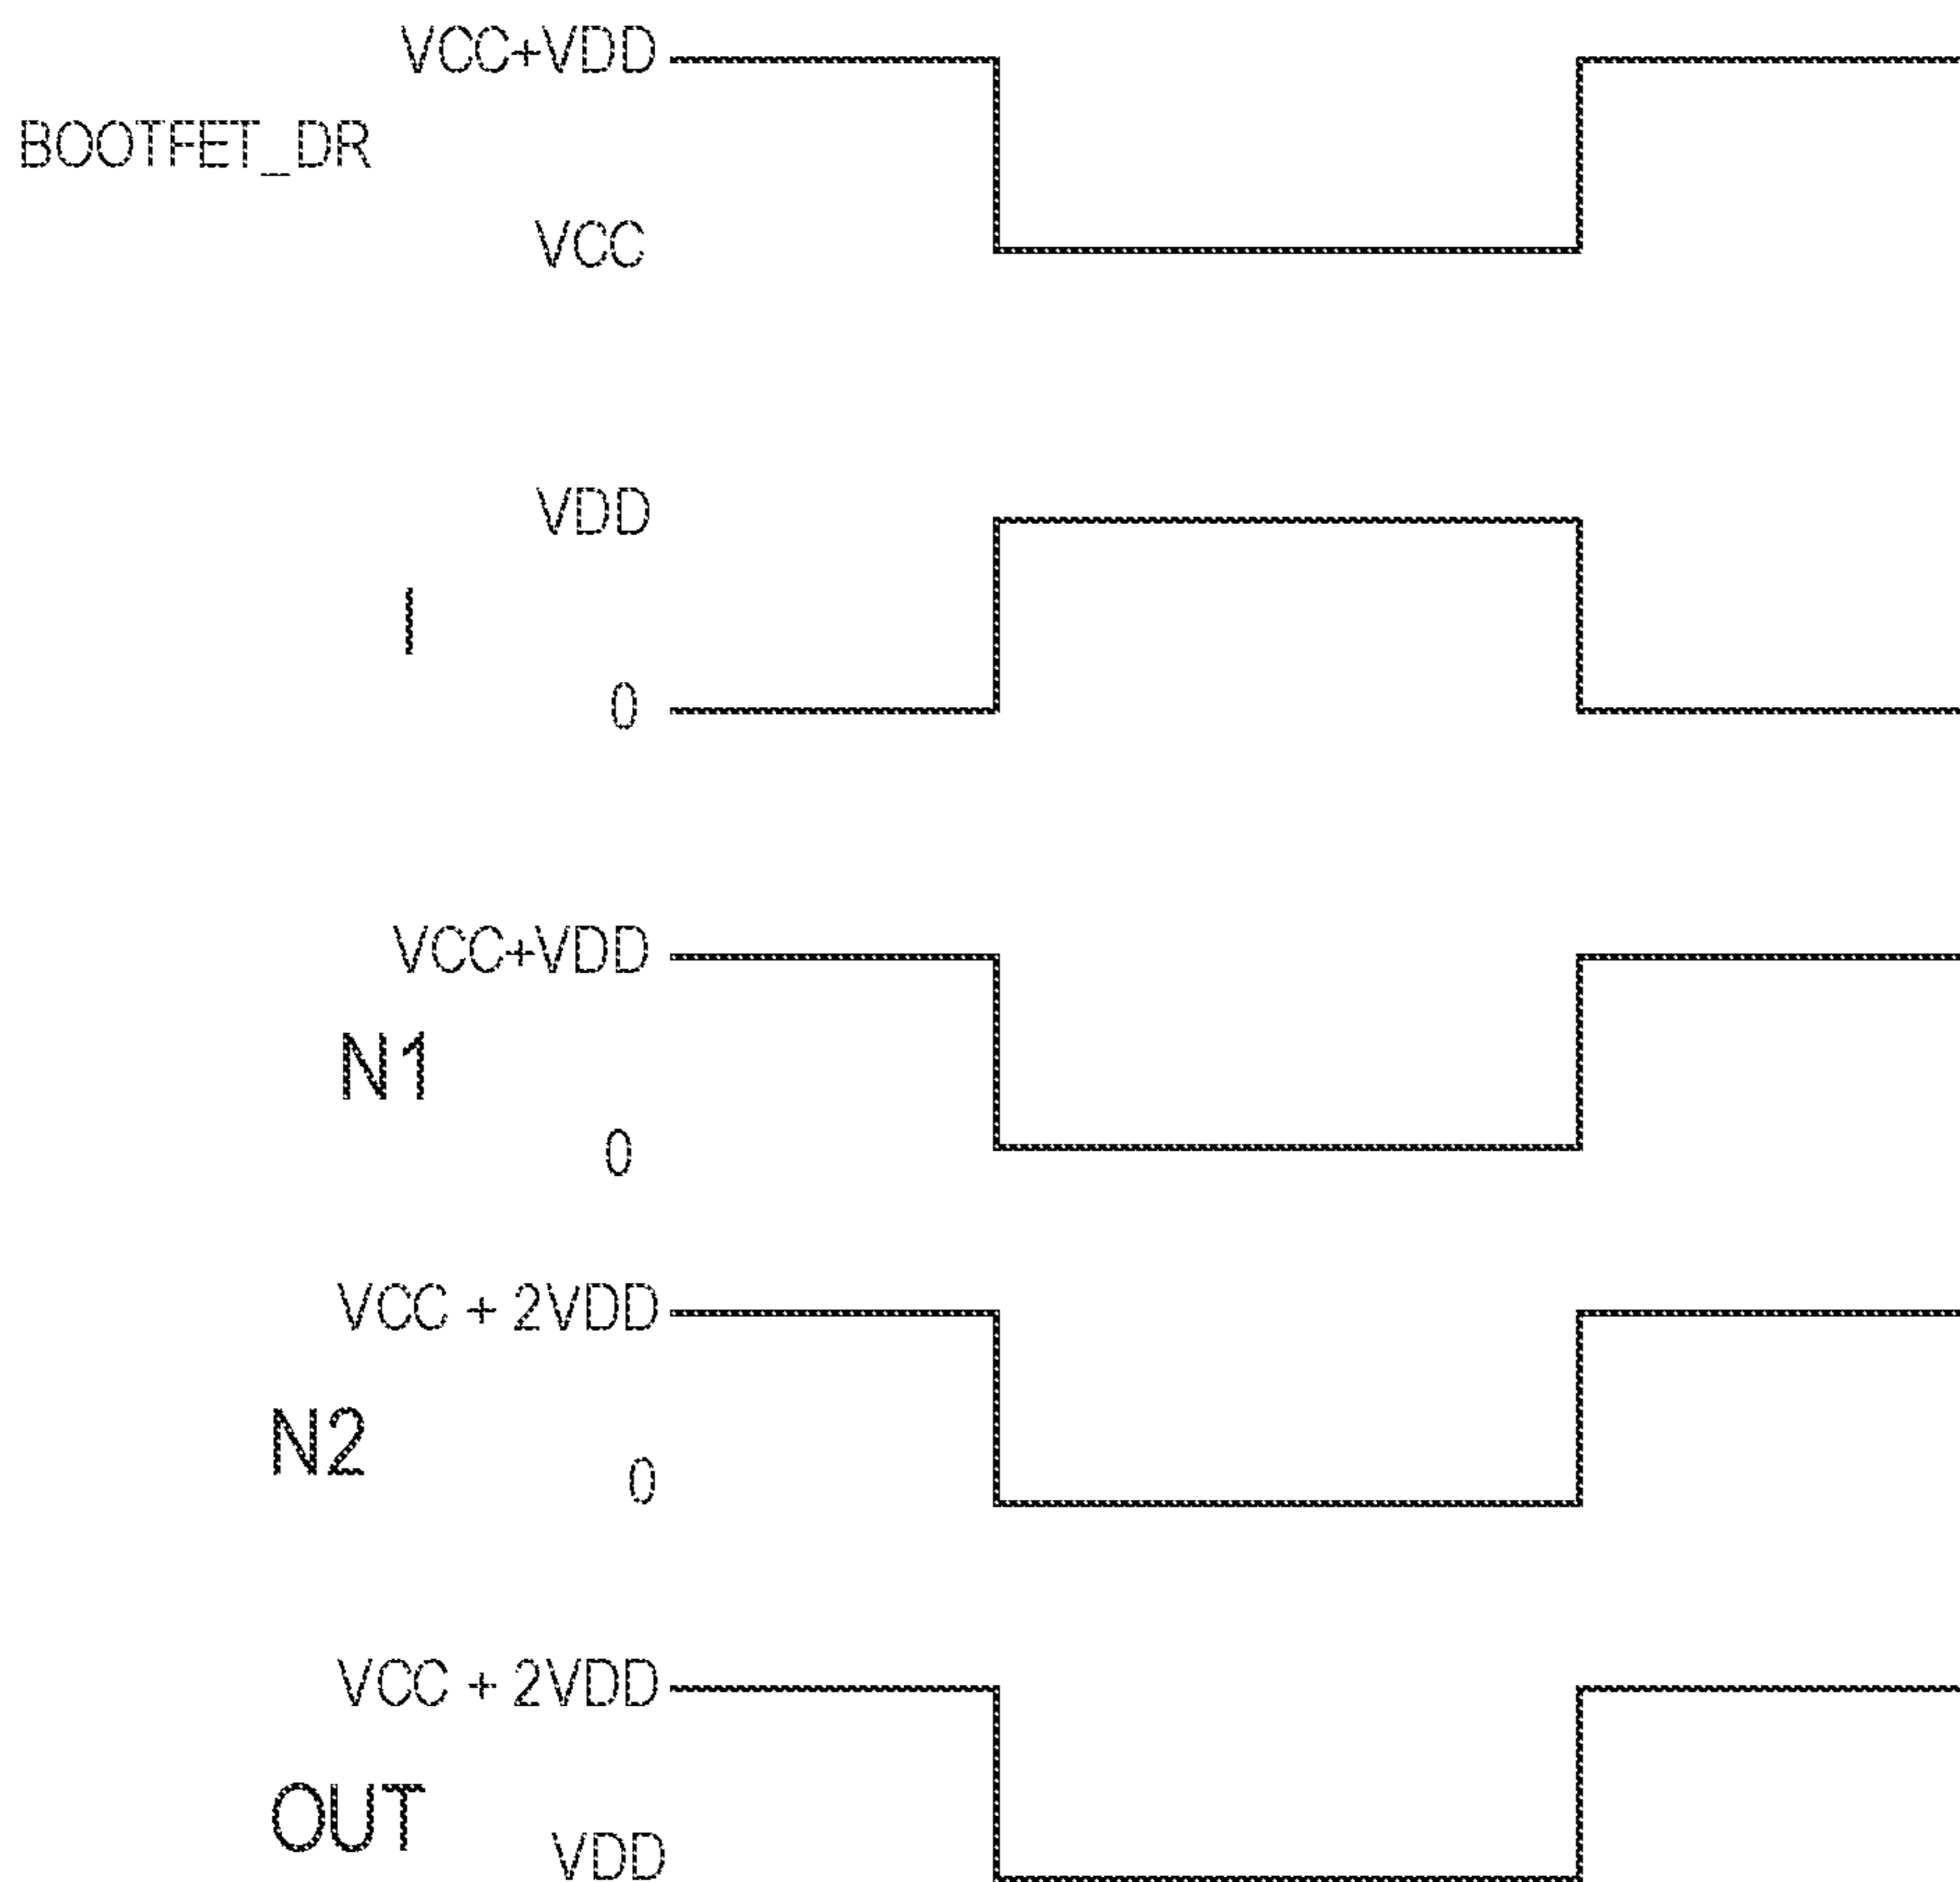 VCC+VDD
BOOTFET_DR
VCC
VDD
I
0
VCC+VDD
N1
0
VCC + 2VDD
N2
0
VCC + 2VDD
OUT
VDD